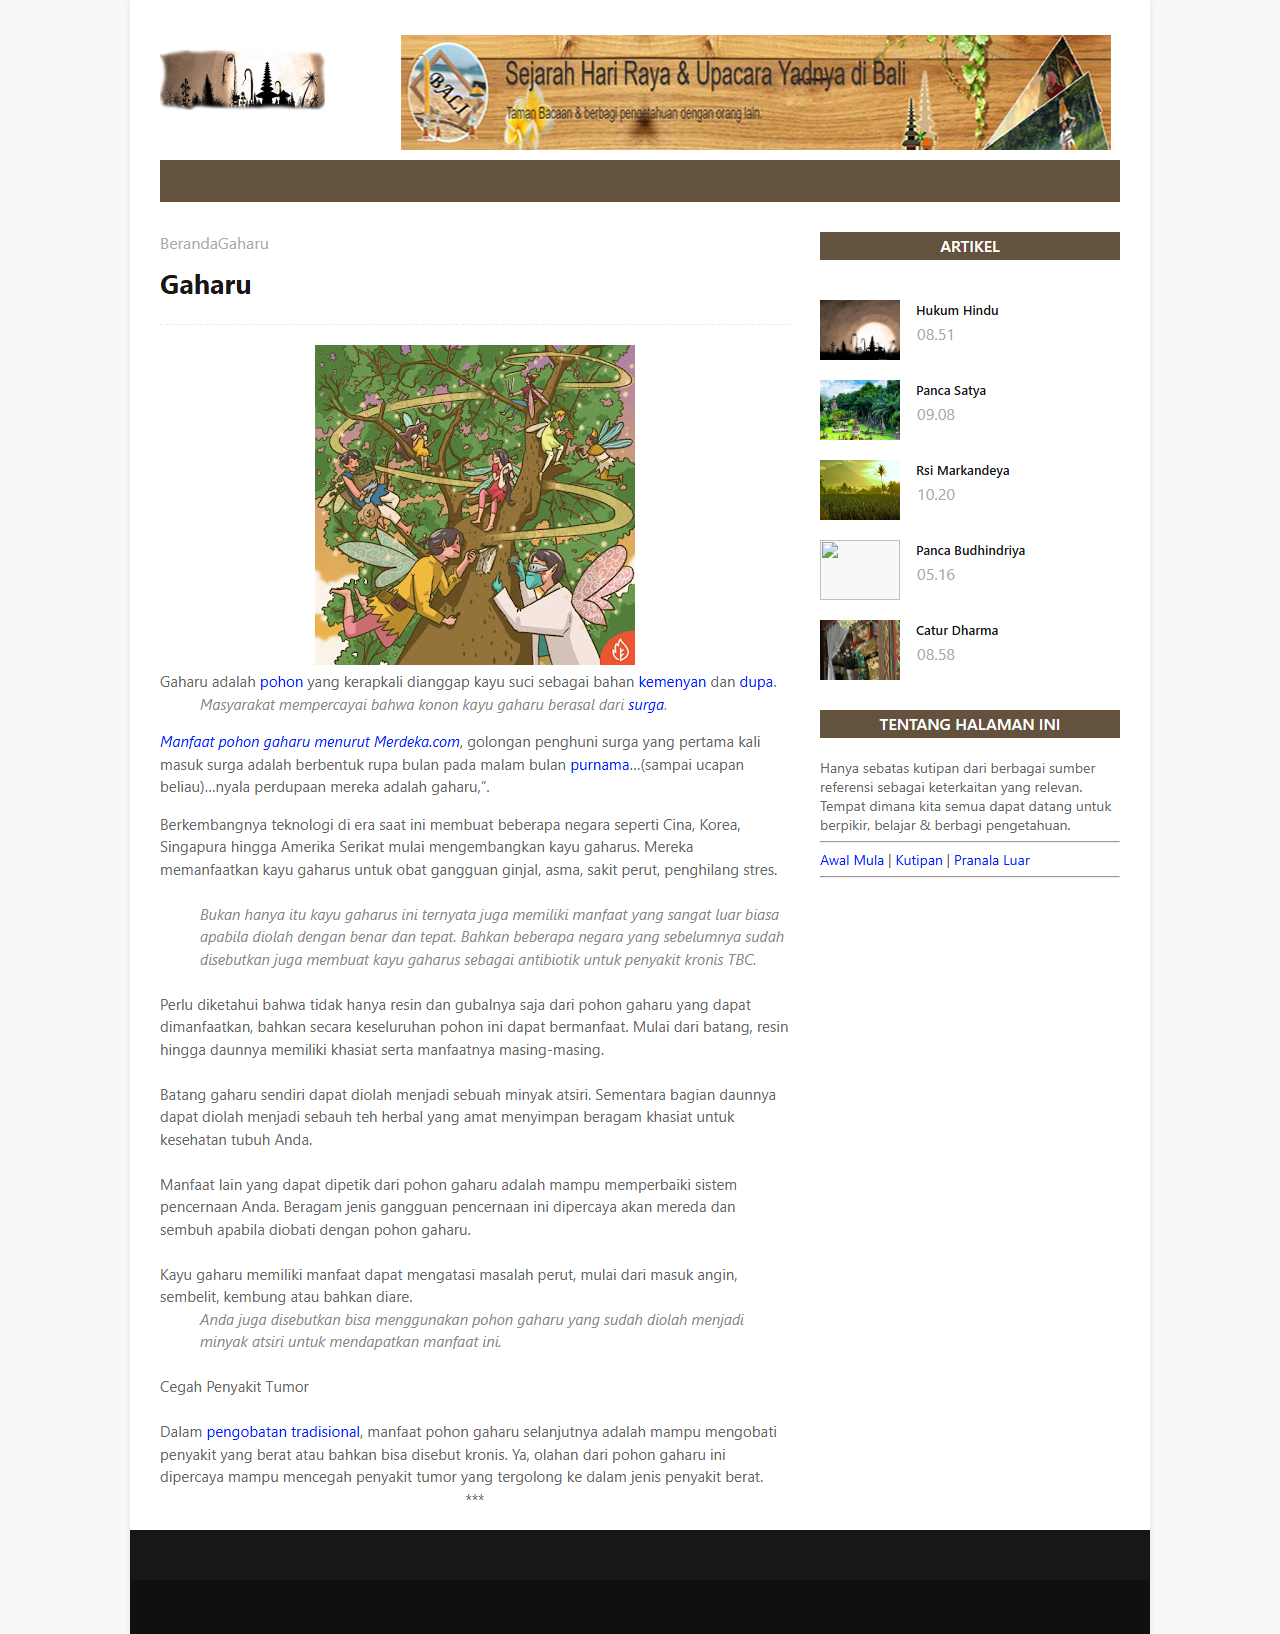 BALI
Sejarah Hari Raya & Upacara Yadnya di Bali
Taman Bacaan & berbagi pengetahuan dengan orang lain.
BerandaGaharu
Gaharu
Gaharu adalah pohon yang kerapkali dianggap kayu suci sebagai bahan kemenyan dan dupa.
Masyarakat mempercayai bahwa konon kayu gaharu berasal dari surga.
Manfaat pohon gaharu menurut Merdeka.com, golongan penghuni surga yang pertama kali
masuk surga adalah berbentuk rupa bulan pada malam bulan purnama...(sampai ucapan
beliau)...nyala perdupaan mereka adalah gaharu,”.
Berkembangnya teknologi di era saat ini membuat beberapa negara seperti Cina, Korea,
Singapura hingga Amerika Serikat mulai mengembangkan kayu gaharus. Mereka
memanfaatkan kayu gaharus untuk obat gangguan ginjal, asma, sakit perut, penghilang stres.
Bukan hanya itu kayu gaharus ini ternyata juga memiliki manfaat yang sangat luar biasa
apabila diolah dengan benar dan tepat. Bahkan beberapa negara yang sebelumnya sudah
disebutkan juga membuat kayu gaharus sebagai antibiotik untuk penyakit kronis TBC.
Perlu diketahui bahwa tidak hanya resin dan gubalnya saja dari pohon gaharu yang dapat
dimanfaatkan, bahkan secara keseluruhan pohon ini dapat bermanfaat. Mulai dari batang, resin
hingga daunnya memiliki khasiat serta manfaatnya masing-masing.
Batang gaharu sendiri dapat diolah menjadi sebuah minyak atsiri. Sementara bagian daunnya
dapat diolah menjadi sebauh teh herbal yang amat menyimpan beragam khasiat untuk
kesehatan tubuh Anda.
Manfaat lain yang dapat dipetik dari pohon gaharu adalah mampu memperbaiki sistem
pencernaan Anda. Beragam jenis gangguan pencernaan ini dipercaya akan mereda dan
sembuh apabila diobati dengan pohon gaharu.
Kayu gaharu memiliki manfaat dapat mengatasi masalah perut, mulai dari masuk angin,
sembelit, kembung atau bahkan diare.
Anda juga disebutkan bisa menggunakan pohon gaharu yang sudah diolah menjadi
minyak atsiri untuk mendapatkan manfaat ini.
Cegah Penyakit Tumor
Dalam pengobatan tradisional, manfaat pohon gaharu selanjutnya adalah mampu mengobati
penyakit yang berat atau bahkan bisa disebut kronis. Ya, olahan dari pohon gaharu ini
dipercaya mampu mencegah penyakit tumor yang tergolong ke dalam jenis penyakit berat.
***
ARTIKEL
Hukum Hindu
08.51
Panca Satya
09.08
Rsi Markandeya
10.20
Panca Budhindriya
05.16
Catur Dharma
08.58
TENTANG HALAMAN INI
Hanya sebatas kutipan dari berbagai sumber
referensi sebagai keterkaitan yang relevan.
Tempat dimana kita semua dapat datang untuk
berpikir, belajar & berbagi pengetahuan.
Awal Mula | Kutipan | Pranala Luar